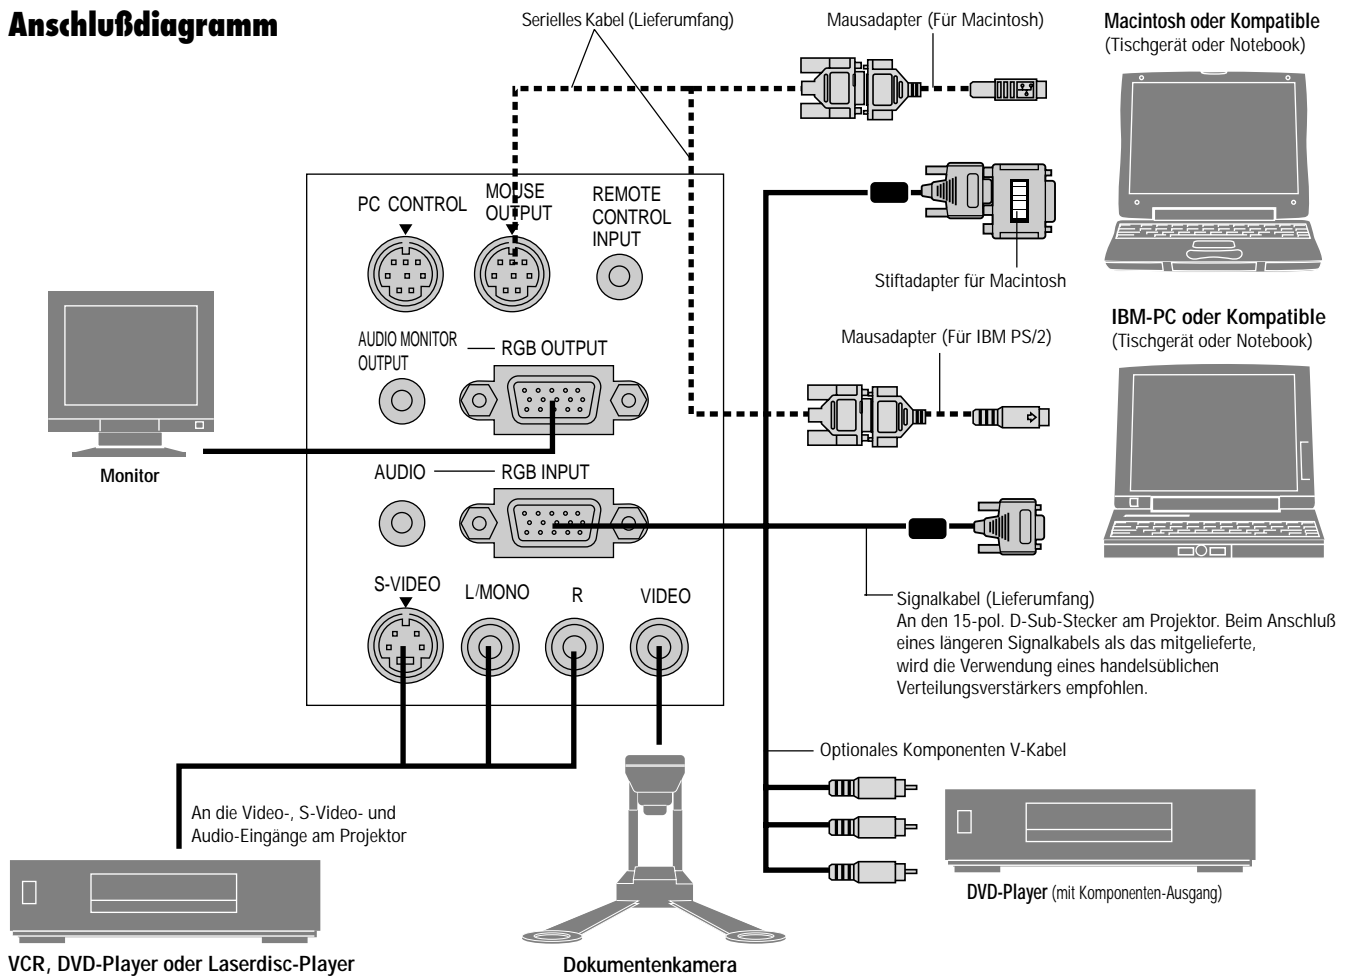 Anschlußdiagramm
Serielles Kabel (Lieferumfang)
Mausadapter (Für Macintosh)
Macintosh oder Kompatible
(Tischgerät oder Notebook)
PC CONTROL
MOUSE
OUTPUT
REMOTE
CONTROL
INPUT
Stiftadapter für Macintosh
IBM-PC oder Kompatible
(Tischgerät oder Notebook)
Mausadapter (Für IBM PS/2)
AUDIO MONITOR
OUTPUT
RGB OUTPUT
Monitor
AUDIO
RGB INPUT
S-VIDEO
L/MONO
R
VIDEO
Signalkabel (Lieferumfang)
An den 15-pol. D-Sub-Stecker am Projektor. Beim Anschluß
eines längeren Signalkabels als das mitgelieferte,
wird die Verwendung eines handelsüblichen
Verteilungsverstärkers empfohlen.
Optionales Komponenten V-Kabel
An die Video-, S-Video- und
Audio-Eingänge am Projektor
DVD-Player (mit Komponenten-Ausgang)
VCR, DVD-Player oder Laserdisc-Player
Dokumentenkamera